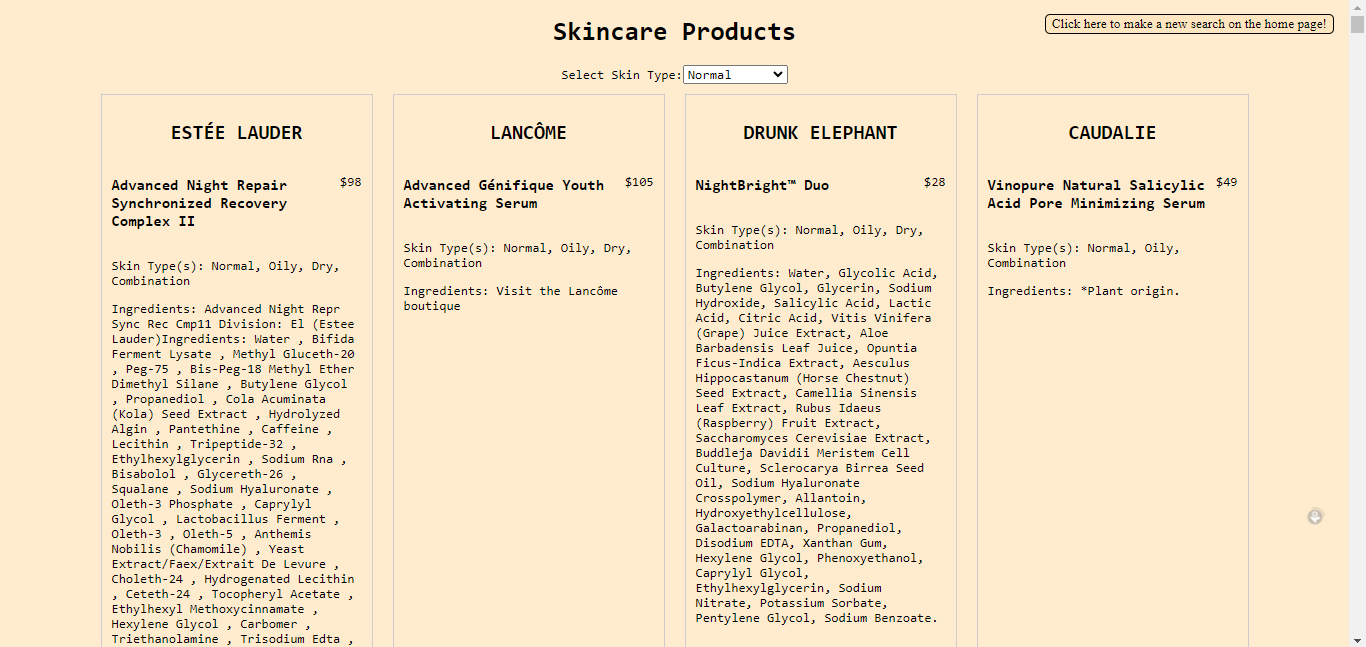 Skincare Products
Click here to make a new search on the home page!
Select Skin Type: Normal
ESTÉE LAUDER
Advanced Night Repair
Synchronized Recovery
Complex II
$98
Skin Type(s): Normal, Oily, Dry,
Combination
Ingredients: Advanced Night Repr
Sync Rec Cmp11 Division: El (Estee
Lauder)Ingredients: Water , Bifida
Ferment Lysate , Methyl Gluceth-20
, Peg-75 , Bis-Peg-18 Methyl Ether
Dimethyl Silane , Butylene Glycol
, Propanediol , Cola Acuminata
(Kola) Seed Extract , Hydrolyzed
Algin , Pantethine , Caffeine ,
Lecithin , Tripeptide-32 ,
Ethylhexylglycerin , Sodium Rna ,
Bisabolol , Glycereth-26 ,
Squalane , Sodium Hyaluronate ,
Oleth-3 Phosphate , Caprylyl
Glycol , Lactobacillus Ferment ,
Oleth-3 , Oleth-5 , Anthemis
Nobilis (Chamomile) , Yeast
Extract/Faex/Extrait De Levure ,
Choleth-24 , Hydrogenated Lecithin
, Ceteth-24 , Tocopheryl Acetate ,
Ethylhexyl Methoxycinnamate ,
Hexylene Glycol , Carbomer ,
Triethanolamine , Trisodium Edta ,
LANCÔME
Advanced Génifique Youth
Activating Serum
$105
Skin Type(s): Normal, Oily, Dry,
Combination
Ingredients: Visit the Lancôme
boutique
DRUNK ELEPHANT
NightBright™ Duo
$28
Skin Type(s): Normal, Oily, Dry,
Combination
Ingredients: Water, Glycolic Acid,
Butylene Glycol, Glycerin, Sodium
Hydroxide, Salicylic Acid, Lactic
Acid, Citric Acid, Vitis Vinifera
(Grape) Juice Extract, Aloe
Barbadensis Leaf Juice, Opuntia
Ficus-Indica Extract, Aesculus
Hippocastanum (Horse Chestnut)
Seed Extract, Camellia Sinensis
Leaf Extract, Rubus Idaeus
(Raspberry) Fruit Extract,
Saccharomyces Cerevisiae Extract,
Buddleja Davidii Meristem Cell
Culture, Sclerocarya Birrea Seed
Oil, Sodium Hyaluronate
Crosspolymer, Allantoin,
Hydroxyethylcellulose,
Galactoarabinan, Propanediol,
Disodium EDTA, Xanthan Gum,
Hexylene Glycol, Phenoxyethanol,
Caprylyl Glycol,
Ethylhexylglycerin, Sodium
Nitrate, Potassium Sorbate,
Pentylene Glycol, Sodium Benzoate.
CAUDALIE
Vinopure Natural Salicylic
Acid Pore Minimizing Serum
$49
Skin Type(s): Normal, Oily,
Combination
Ingredients: *Plant origin.